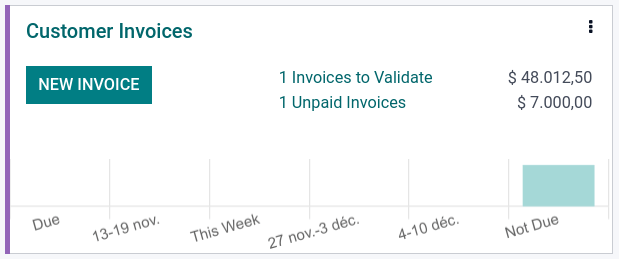 Customer Invoices
NEW INVOICE
1 Invoices to Validate $ 48.012,50
1 Unpaid Invoices $ 7.000,00
Due 13-19 nov. This Week 27 nov.-3 déc. 4-10 déc. Not Due